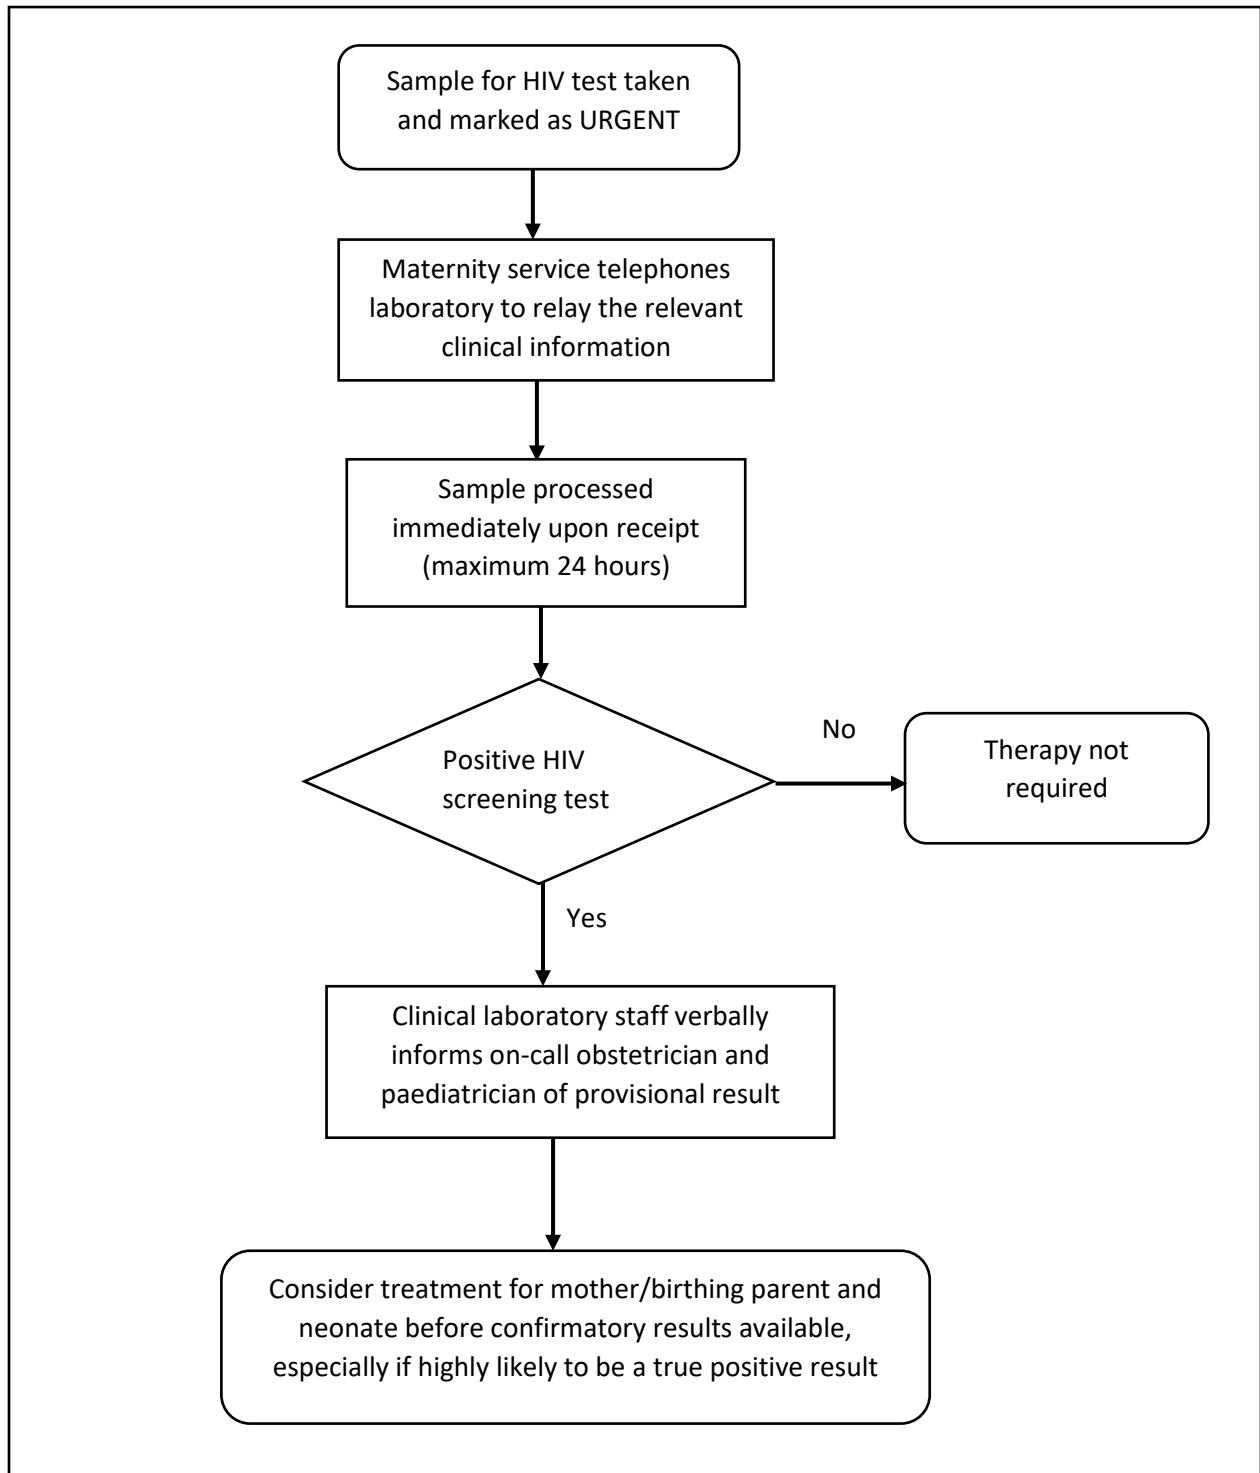 Sample for HIV test taken
and marked as URGENT
Maternity service telephones
laboratory to relay the relevant
clinical information
Sample processed
immediately upon receipt
(maximum 24 hours)
Positive HIV
screening test
No
Therapy not
required
Yes
Clinical laboratory staff verbally
informs on-call obstetrician and
paediatrician of provisional result
Consider treatment for mother/birthing parent and
neonate before confirmatory results available,
especially if highly likely to be a true positive result